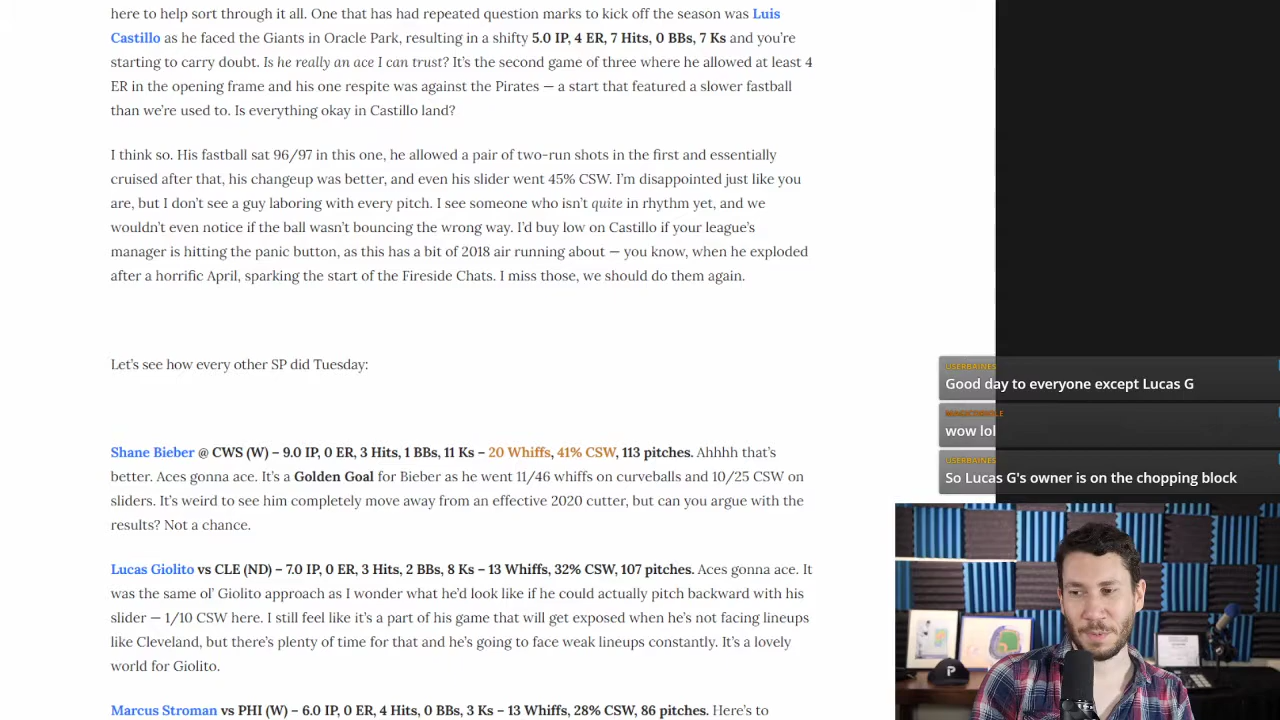 here to help sort through it all. One that has had repeated question marks to kick off the season was Luis
Castillo as he faced the Giants in Oracle Park, resulting in a shifty 5.0 IP, 4 ER, 7 Hits, 0 BBs, 7 Ks and you're
starting to carry doubt. Is he really an ace I can trust? It's the second game of three where he allowed at least 4
ER in the opening frame and his one respite was against the Pirates — a start that featured a slower fastball
than we're used to. Is everything okay in Castillo land?
I think so. His fastball sat 96/97 in this one, he allowed a pair of two-run shots in the first and essentially
cruised after that, his changeup was better, and even his slider went 45% CSW. I'm disappointed just like you
are, but I don't see a guy laboring with every pitch. I see someone who isn't quite in rhythm yet, and we
wouldn't even notice if the ball wasn't bouncing the wrong way. I'd buy low on Castillo if your league's
manager is hitting the panic button, as this has a bit of 2018 air running about — you know, when he exploded
after a horrific April, sparking the start of the Fireside Chats. I miss those, we should do them again.
Let's see how every other SP did Tuesday:
Shane Bieber @ CWS (W) – 9.0 IP, 0 ER, 3 Hits, 1 BBs, 11 Ks – 20 Whiffs, 41% CSW, 113 pitches. Ahhhh that's
better. Aces gonna ace. It's a Golden Goal for Bieber as he went 11/46 whiffs on curveballs and 10/25 CSW on
sliders. It's weird to see him completely move away from an effective 2020 cutter, but can you argue with the
results? Not a chance.
Lucas Giolito vs CLE (ND) – 7.0 IP, 0 ER, 3 Hits, 2 BBs, 8 Ks – 13 Whiffs, 32% CSW, 107 pitches. Aces gonna ace. It
was the same ol' Giolito approach as I wonder what he'd look like if he could actually pitch backward with his
slider — 1/10 CSW here. I still feel like it's a part of his game that will get exposed when he's not facing lineups
like Cleveland, but there's plenty of time for that and he's going to face weak lineups constantly. It's a lovely
world for Giolito.
Marcus Stroman vs PHI (W) – 6.0 IP, 0 ER, 4 Hits, 0 BBs, 3 Ks – 13 Whiffs, 28% CSW, 86 pitches. Here's to
USERBAINES
Good day to everyone except Lucas G
wow lol
USERBAINES
So Lucas G's owner is on the chopping block
P